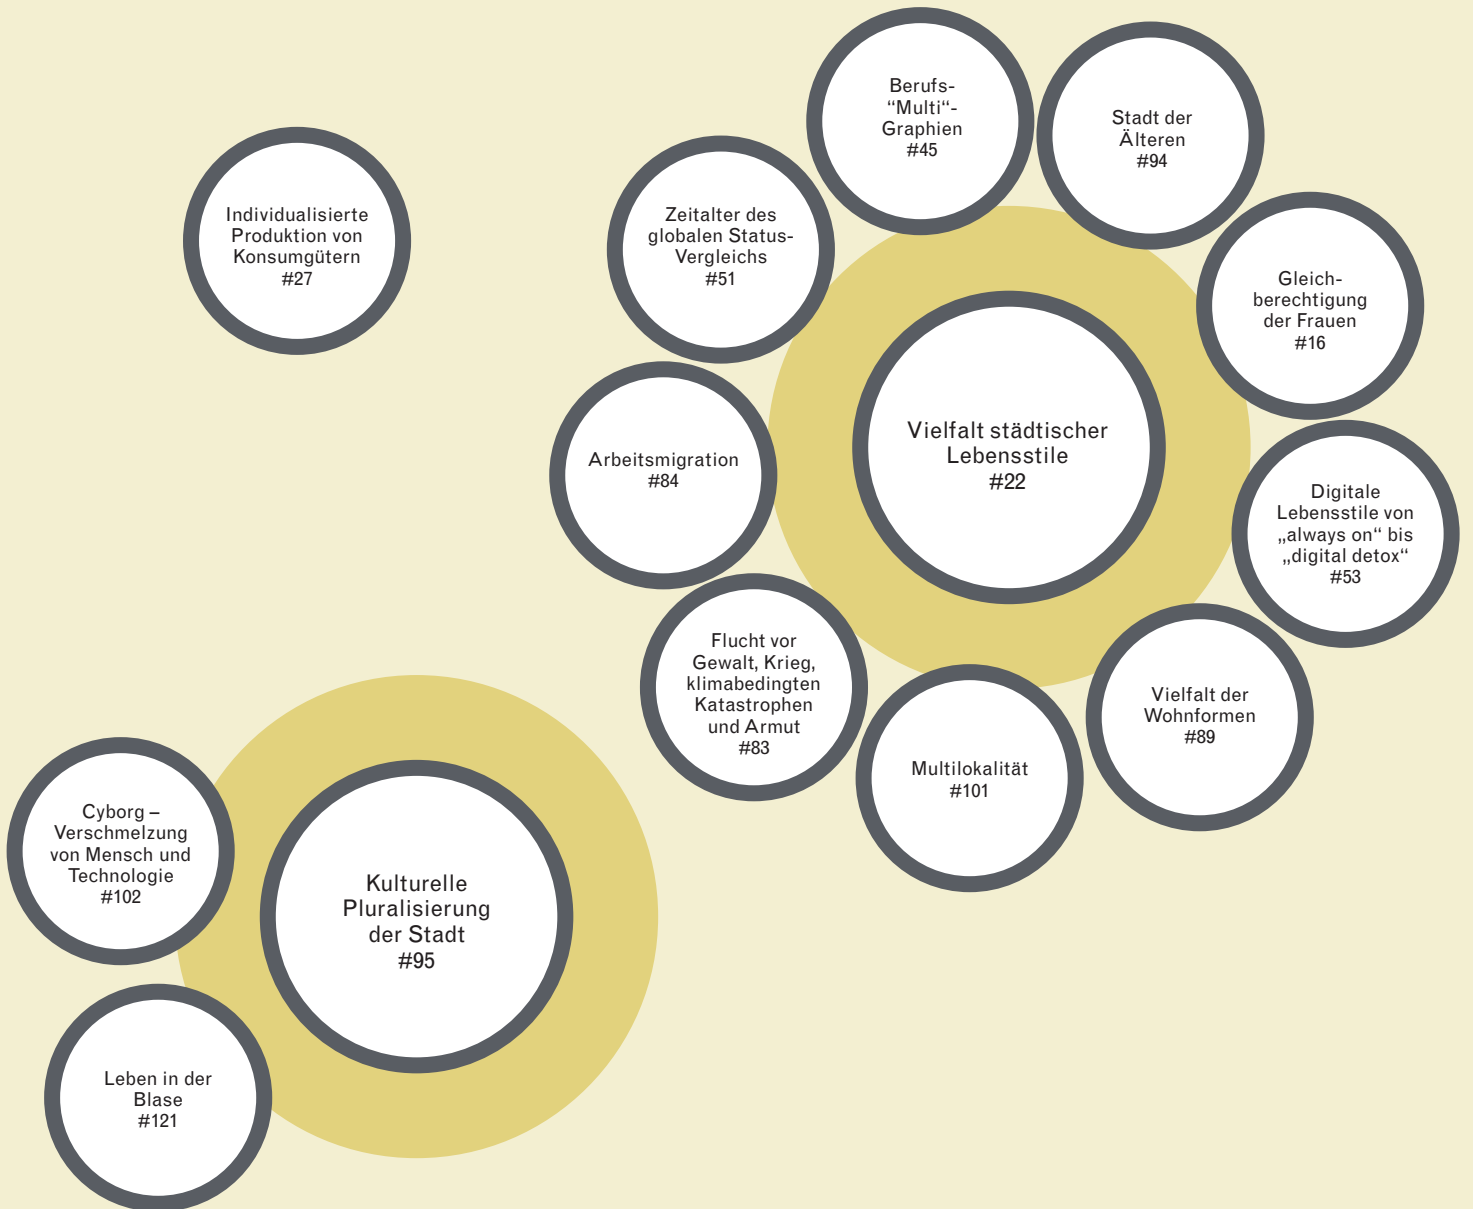 Berufs-
“Multi“-
Graphien
#45
Stadt der
Älteren
#94
Individualisierte
Produktion von
Konsumgütern
#27
Zeitalter des
globalen Status-
Vergleichs
#51
Gleich-
berechtigung
der Frauen
#16
Vielfalt städtischer
Lebensstile
#22
Arbeitsmigration
#84
Digitale
Lebensstile von
„always on“ bis
„digital detox“
#53
Flucht vor
Gewalt, Krieg,
klimabedingten
Katastrophen
und Armut
#83
Vielfalt der
Wohnformen
#89
Multilokalität
#101
Cyborg –
Verschmelzung
von Mensch und
Technologie
#102
Kulturelle
Pluralisierung
der Stadt
#95
Leben in der
Blase
#121